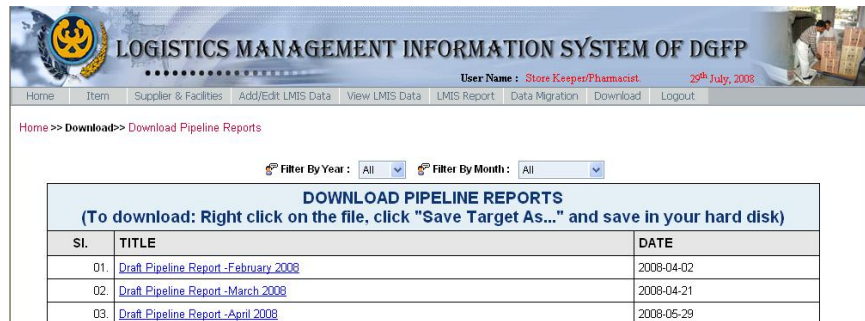 LOGISTICS MANAGEMENT INFORMATION SYSTEM OF DGFP
User Name : Store Keeper/Pharmacist. 29th July, 2008
Home Item Supplier & Facilities Add/Edit LMIS Data View LMIS Data LMIS Report Data Migration Download Logout
Home >> Download>> Download Pipeline Reports
Filter By Year : All Filter By Month : All
DOWNLOAD PIPELINE REPORTS
(To download: Right click on the file, click "Save Target As..." and save in your hard disk)
Sl. TITLE DATE
01. Draft Pipeline Report -February 2008 2008-04-02
02. Draft Pipeline Report -March 2008 2008-04-21
03. Draft Pipeline Report -April 2008 2008-05-29